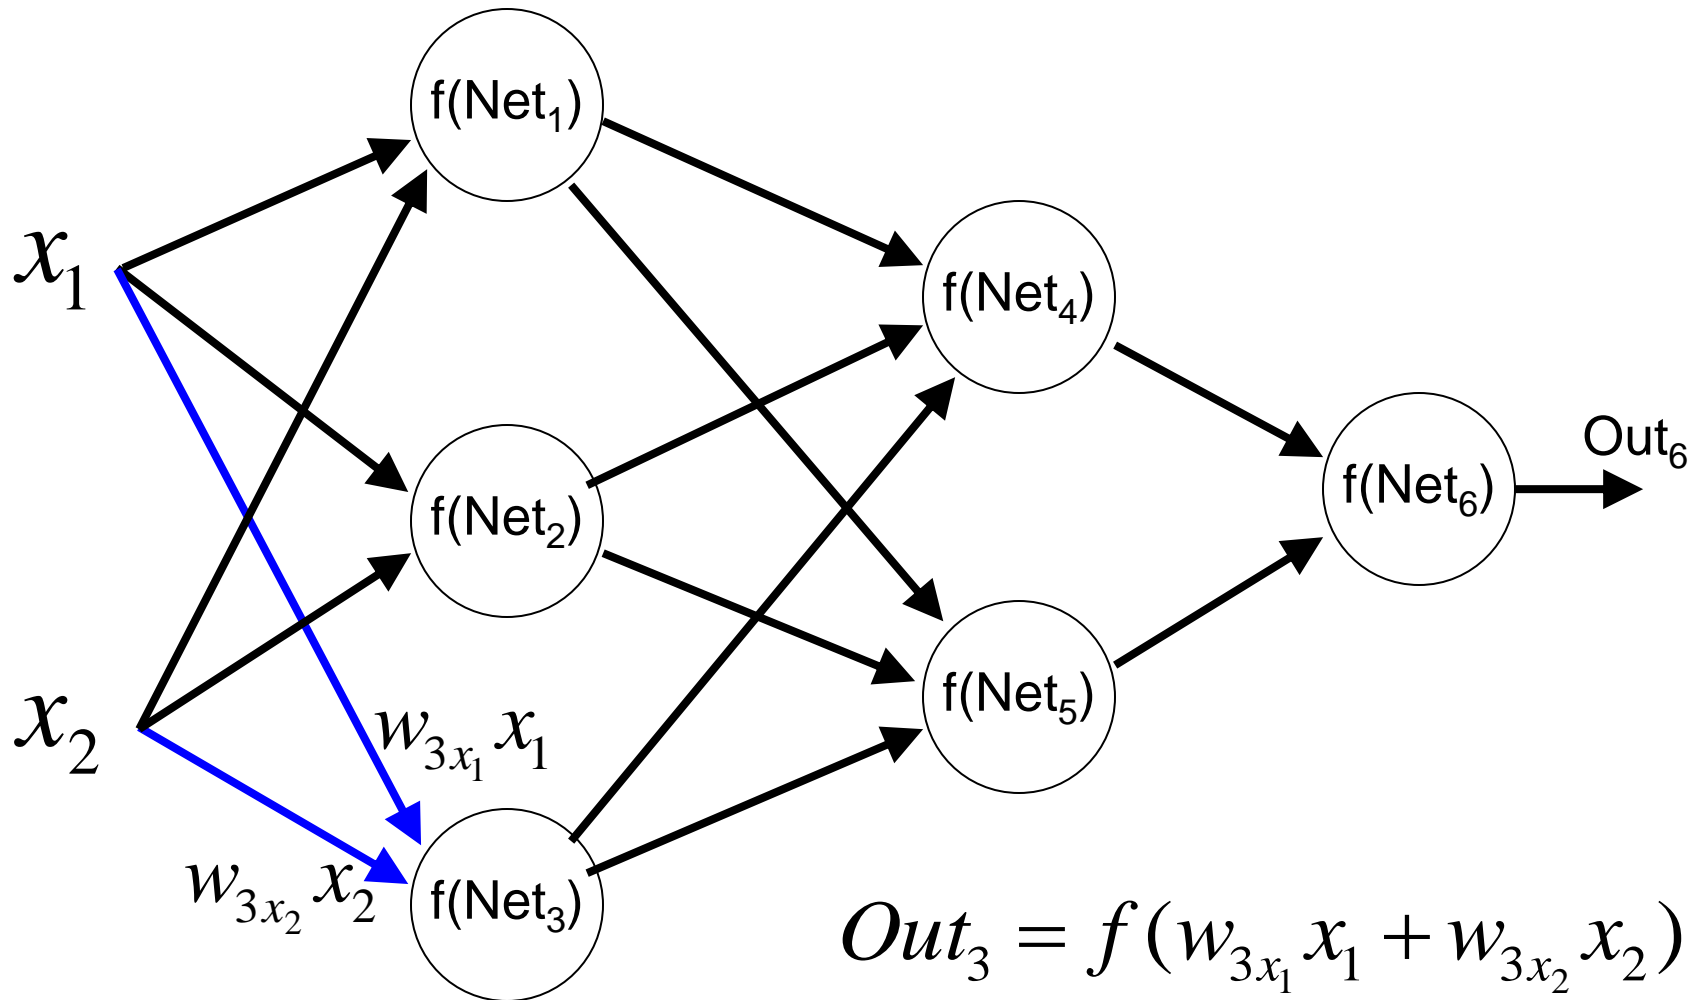 f(Net₁)
x₁
f(Net₄)
Out₆
f(Net₆)
f(Net₂)
x₂
f(Net₅)
w₃ₓ₁ x₁
w₃ₓ₂ x₂
f(Net₃)
Out₃ = f(w₃ₓ₁ x₁ + w₃ₓ₂ x₂)